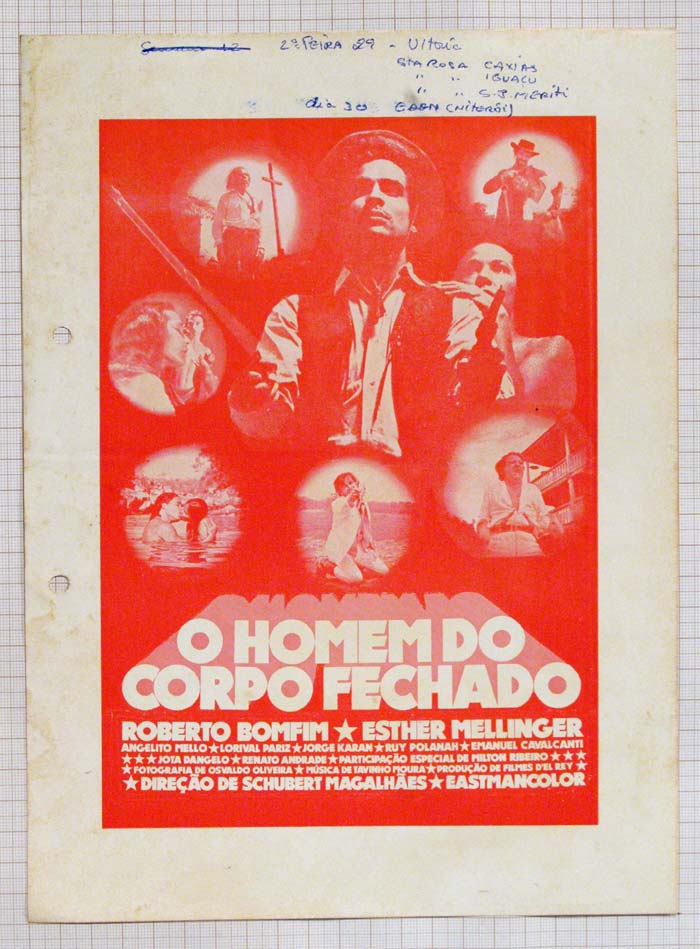 2ª FEIRA 29 - Vitória
STA ROSA CAXIAS
" " IGUAÇU
" " S.J. MERITI
dia 30 EDEN (NITERÓI)
O HOMEM DO
CORPO FECHADO
ROBERTO BOMFIM ★ ESTHER MELLINGER
ANGELITO MELLO ★ LORIVAL PARIZ ★ JORGE KARAN ★ RUY POLANAH ★ EMANUEL CAVALCANTI
★ ★ ★ JOTA DANGELO ★ RENATO ANDRADE ★ PARTICIPAÇÃO ESPECIAL DE MILTON RIBEIRO ★ ★ ★
★ FOTOGRAFIA DE OSVALDO OLIVEIRA ★ MÚSICA DE TAVINHO MOURA ★ PRODUÇÃO DE FILMES D'EL REY ★
★ DIREÇÃO DE SCHUBERT MAGALHÃES ★ EASTMANCOLOR